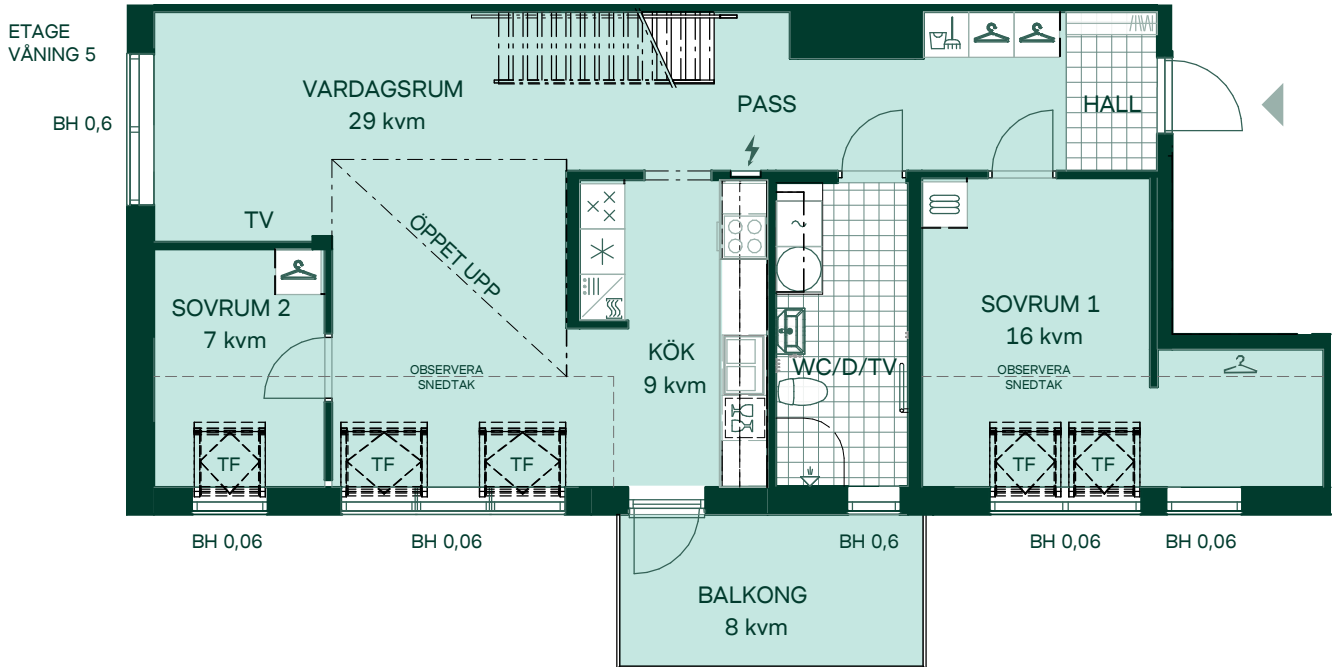 ETAGE
VÅNING 5
BH 0,6
VARDAGSRUM
29 kvm
PASS
HALL
TV
ÖPPET UPP
SOVRUM 2
7 kvm
SOVRUM 1
16 kvm
KÖK
9 kvm
WC/D/TV
OBSERVERA
SNEDTAK
OBSERVERA
SNEDTAK
TF
TF
TF
TF
TF
BH 0,06
BH 0,06
BH 0,6
BH 0,06
BH 0,06
BALKONG
8 kvm